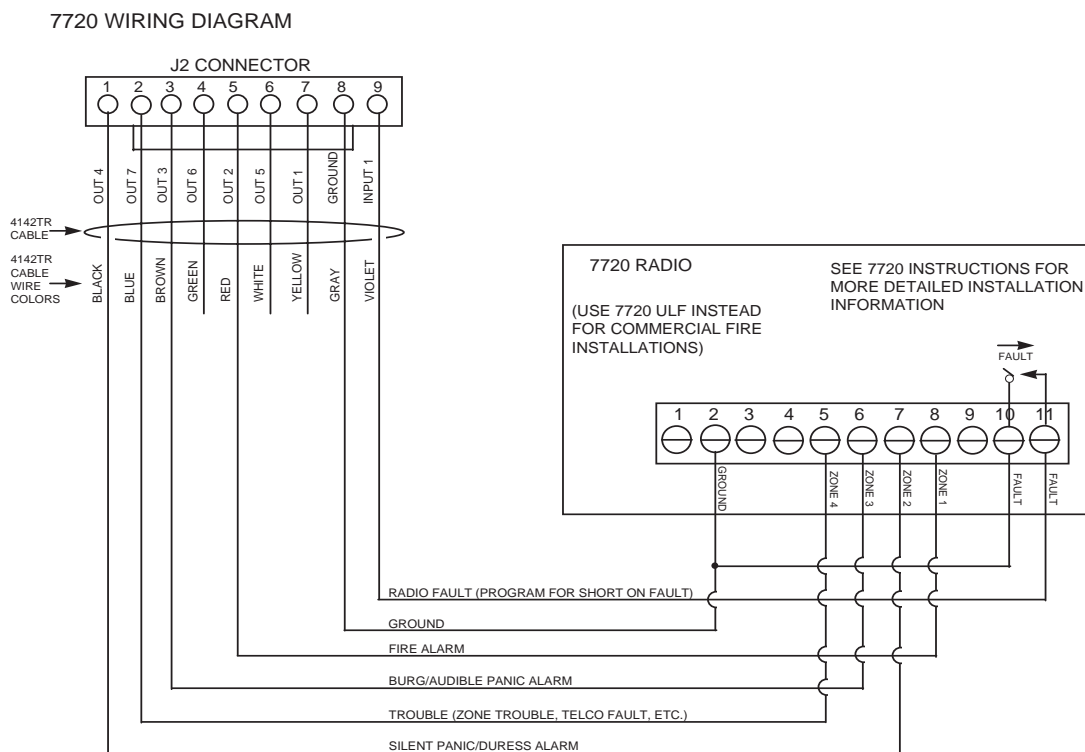 7720 WIRING DIAGRAM
J2 CONNECTOR
1 2 3 4 5 6 7 8 9
OUT 4
OUT 7
OUT 3
OUT 6
OUT 2
OUT 5
OUT 1
GROUND
INPUT 1
4142TR
CABLE
4142TR
CABLE
WIRE
COLORS
BLACK
BLUE
BROWN
GREEN
RED
WHITE
YELLOW
GRAY
VIOLET
7720 RADIO
(USE 7720 ULF INSTEAD
FOR COMMERCIAL FIRE
INSTALLATIONS)
SEE 7720 INSTRUCTIONS FOR
MORE DETAILED INSTALLATION
INFORMATION
FAULT
1 2 3 4 5 6 7 8 9 10 11
GROUND
ZONE 4
ZONE 3
ZONE 2
ZONE 1
FAULT
FAULT
RADIO FAULT (PROGRAM FOR SHORT ON FAULT)
GROUND
FIRE ALARM
BURG/AUDIBLE PANIC ALARM
TROUBLE (ZONE TROUBLE, TELCO FAULT, ETC.)
SILENT PANIC/DURESS ALARM